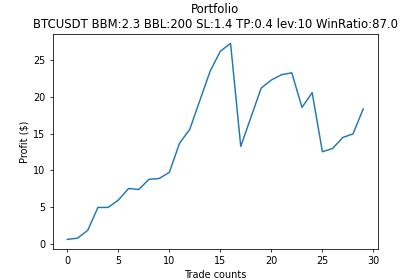 Portfolio
BTCUSDT BBM:2.3 BBL:200 SL:1.4 TP:0.4 lev:10 WinRatio:87.0
25
20
15
10
5
0
Profit ($)
0 5 10 15 20 25 30
Trade counts